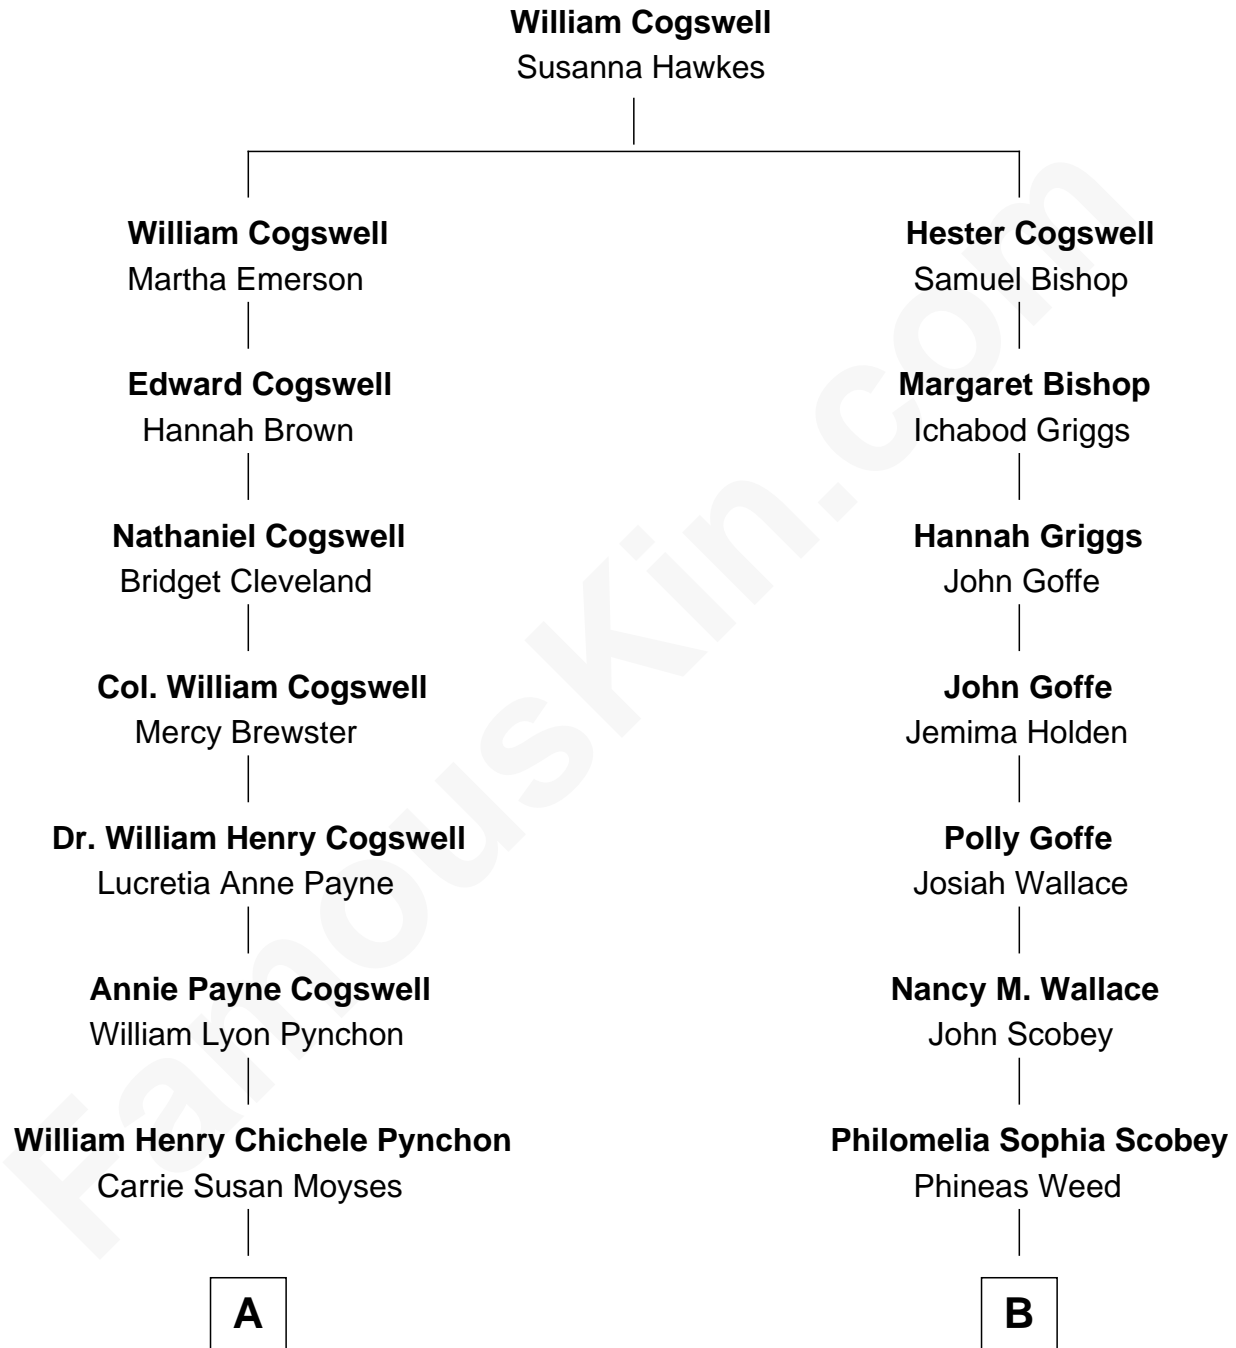 William Cogswell
Susanna Hawkes
William Cogswell
Martha Emerson
Hester Cogswell
Samuel Bishop
Edward Cogswell
Hannah Brown
Margaret Bishop
Ichabod Griggs
Nathaniel Cogswell
Bridget Cleveland
Hannah Griggs
John Goffe
Col. William Cogswell
Mercy Brewster
John Goffe
Jemima Holden
Dr. William Henry Cogswell
Lucretia Anne Payne
Polly Goffe
Josiah Wallace
Annie Payne Cogswell
William Lyon Pynchon
Nancy M. Wallace
John Scobey
William Henry Chichele Pynchon
Carrie Susan Moyses
Philomelia Sophia Scobey
Phineas Weed
A
B
FamousKin.com